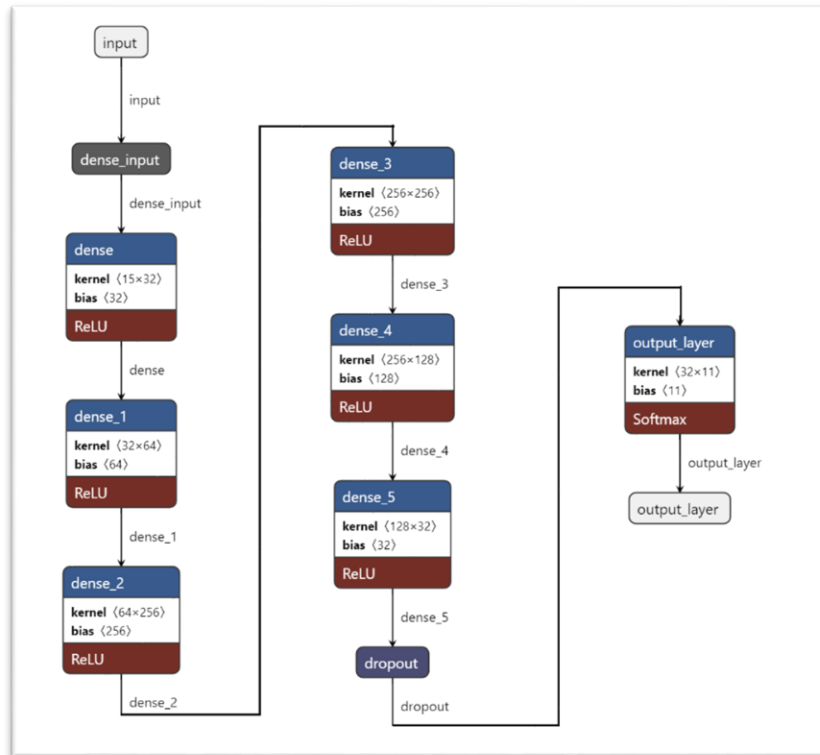 input
input
dense_input
dense_input
dense
kernel ⟨15×32⟩
bias ⟨32⟩
ReLU
dense
dense_1
kernel ⟨32×64⟩
bias ⟨64⟩
ReLU
dense_1
dense_2
kernel ⟨64×256⟩
bias ⟨256⟩
ReLU
dense_2
dense_3
kernel ⟨256×256⟩
bias ⟨256⟩
ReLU
dense_3
dense_4
kernel ⟨256×128⟩
bias ⟨128⟩
ReLU
dense_4
dense_5
kernel ⟨128×32⟩
bias ⟨32⟩
ReLU
dense_5
dropout
dropout
output_layer
kernel ⟨32×11⟩
bias ⟨11⟩
Softmax
output_layer
output_layer